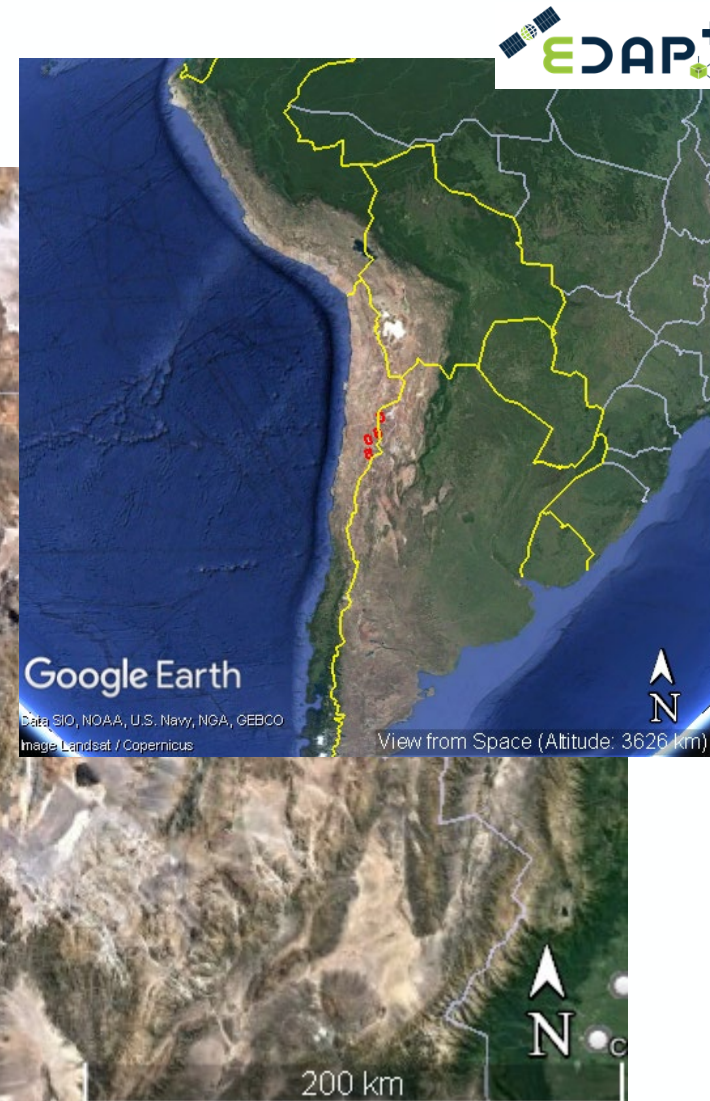 EDAP
Google Earth
Data SIO, NOAA, U.S. Navy, NGA, GEBCO
Image Landsat / Copernicus
N
View from Space (Altitude: 3626 km)
N
200 km